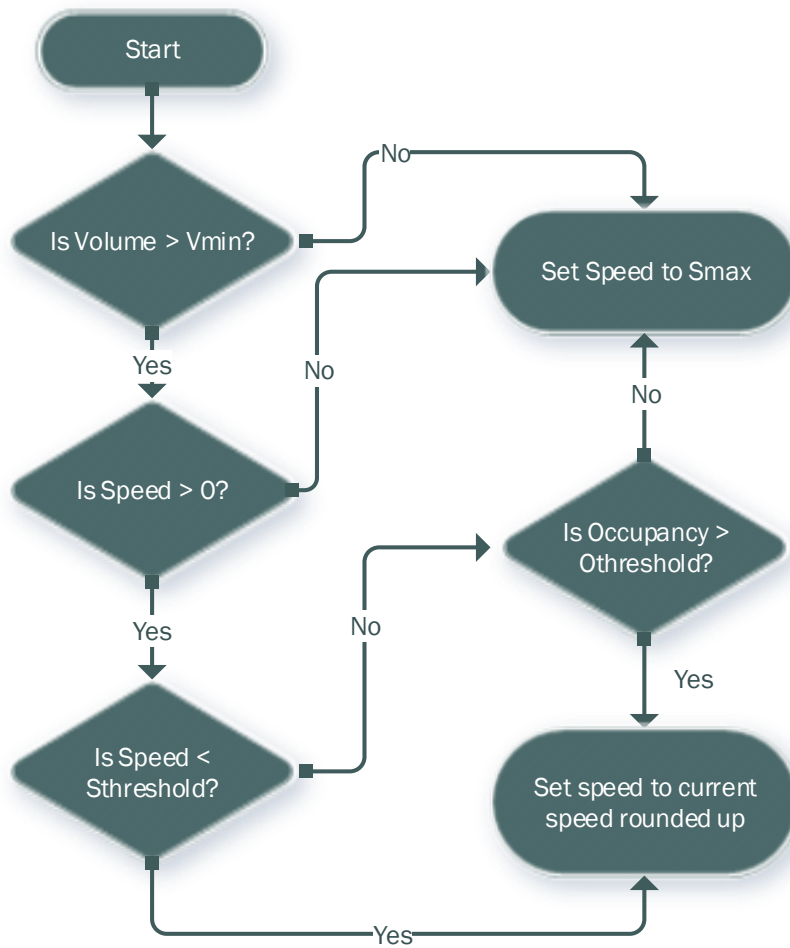 Start
No
Is Volume > Vmin?
Set Speed to Smax
Yes
No
No
Is Speed > 0?
Is Occupancy >
Othreshold?
Yes
No
Yes
Is Speed <
Sthreshold?
Set speed to current
speed rounded up
Yes